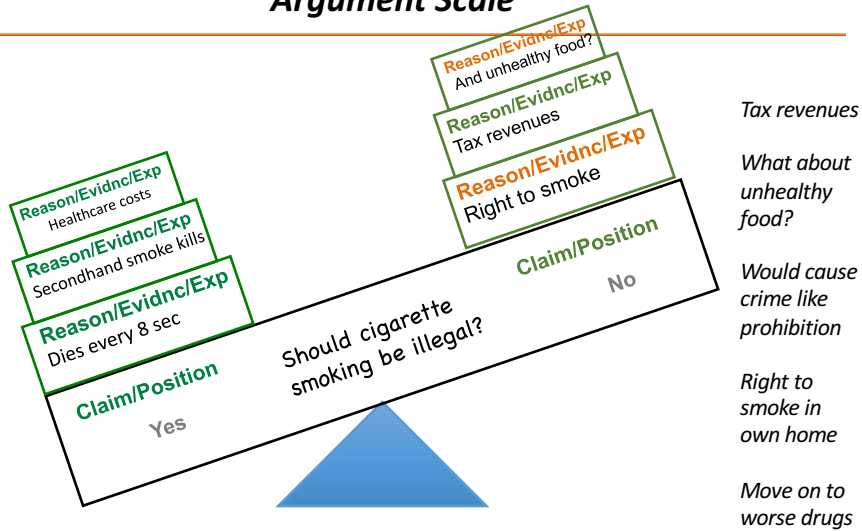 Argument Scale
Reason/Evidnc/Exp
And unhealthy food?
Reason/Evidnc/Exp
Tax revenues
Reason/Evidnc/Exp
Right to smoke
Reason/Evidnc/Exp
Healthcare costs
Reason/Evidnc/Exp
Secondhand smoke kills
Reason/Evidnc/Exp
Dies every 8 sec
Claim/Position
Yes
Should cigarette
smoking be illegal?
Claim/Position
No
Tax revenues
What about
unhealthy
food?
Would cause
crime like
prohibition
Right to
smoke in
own home
Move on to
worse drugs